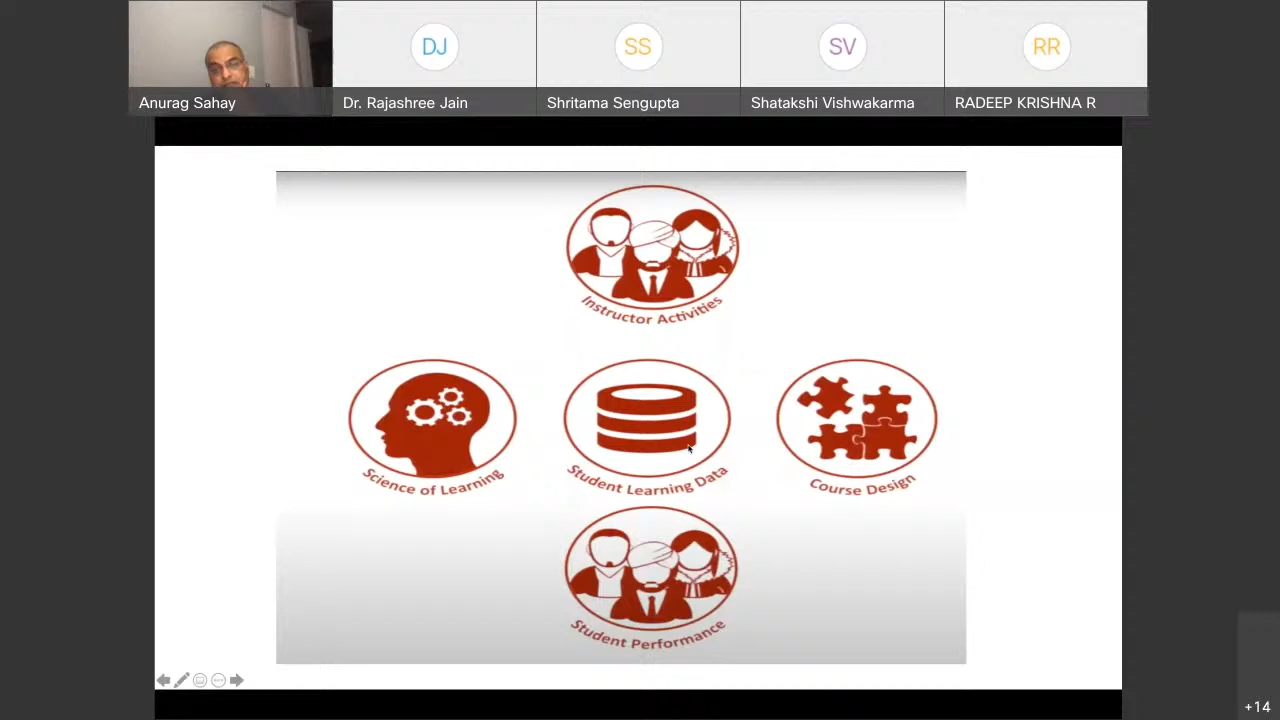 DJ
SS
SV
RR
Anurag Sahay
Dr. Rajashree Jain
Shritama Sengupta
Shatakshi Vishwakarma
RADEEP KRISHNA R
Instructor Activities
Science of Learning
Student Learning Data
Course Design
Student Performance
+14